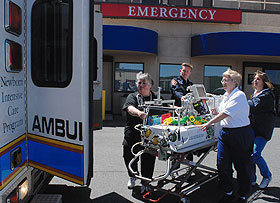 EMERGENCY
Newborn
Intensive
Care
Program
AMBU